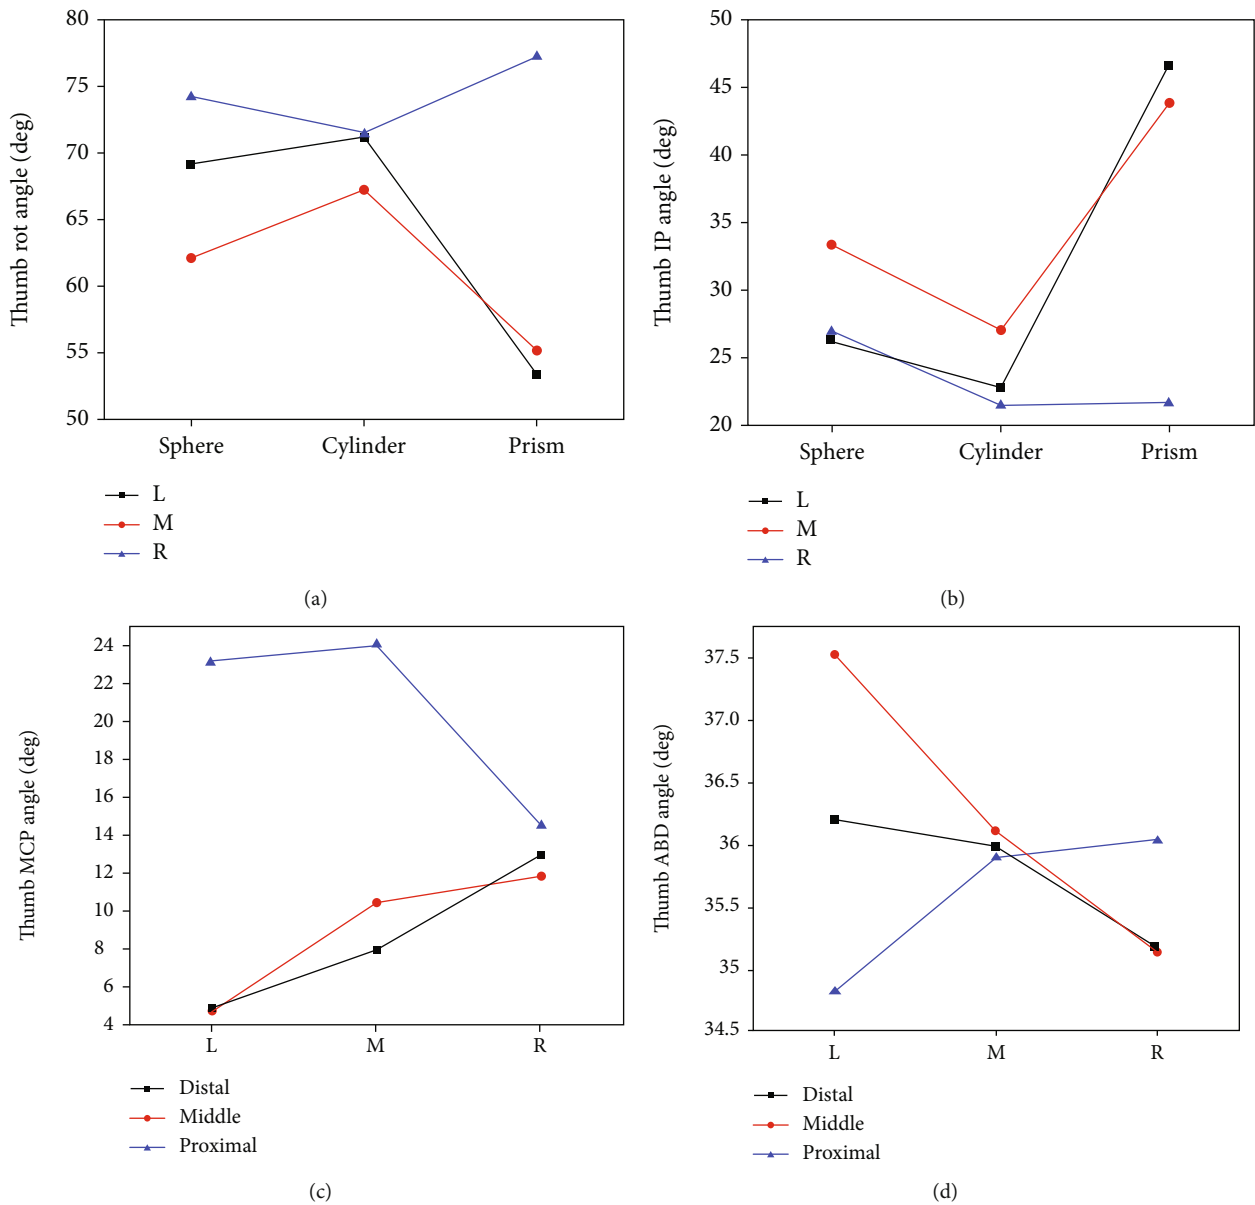 80
75
70
65
60
55
50
Thumb rot angle (deg)
Sphere Cylinder Prism
L
M
R
(a)
50
45
40
35
30
25
20
Thumb IP angle (deg)
Sphere Cylinder Prism
L
M
R
(b)
24
22
20
18
16
14
12
10
8
6
4
Thumb MCP angle (deg)
L M R
Distal
Middle
Proximal
(c)
37.5
37.0
36.5
36
35.5
35
34.5
Thumb ABD angle (deg)
L M R
Distal
Middle
Proximal
(d)